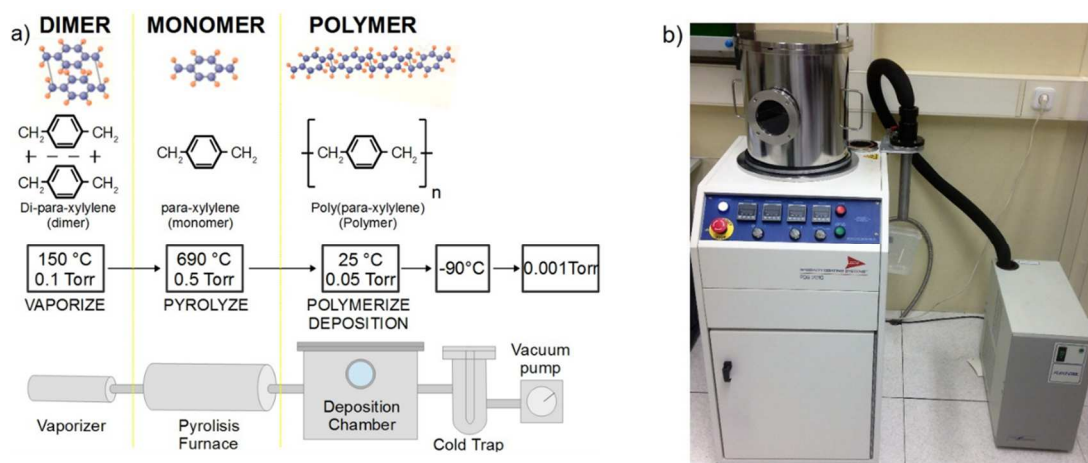 a)
DIMER
MONOMER
POLYMER
CH2 CH2
+ — — +
CH2 CH2
CH2 CH2
CH2 CH2
n
Di-para-xylylene
(dimer)
para-xylylene
(monomer)
Poly(para-xylylene)
(Polymer)
150 °C
0.1 Torr
VAPORIZE
690 °C
0.5 Torr
PYROLYZE
25 °C
0.05 Torr
POLYMERIZE
DEPOSITION
-90°C
0.001Torr
Vaporizer
Pyrolisis
Furnace
Deposition
Chamber
Cold Trap
Vacuum
pump
b)